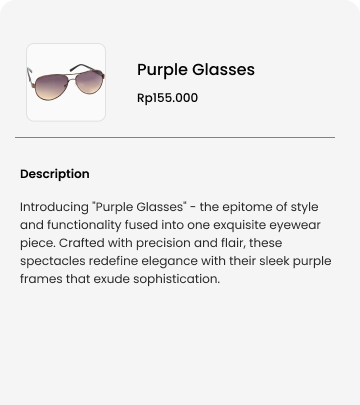 Purple Glasses
Rp155.000
Description
Introducing "Purple Glasses" - the epitome of style
and functionality fused into one exquisite eyewear
piece. Crafted with precision and flair, these
spectacles redefine elegance with their sleek purple
frames that exude sophistication.